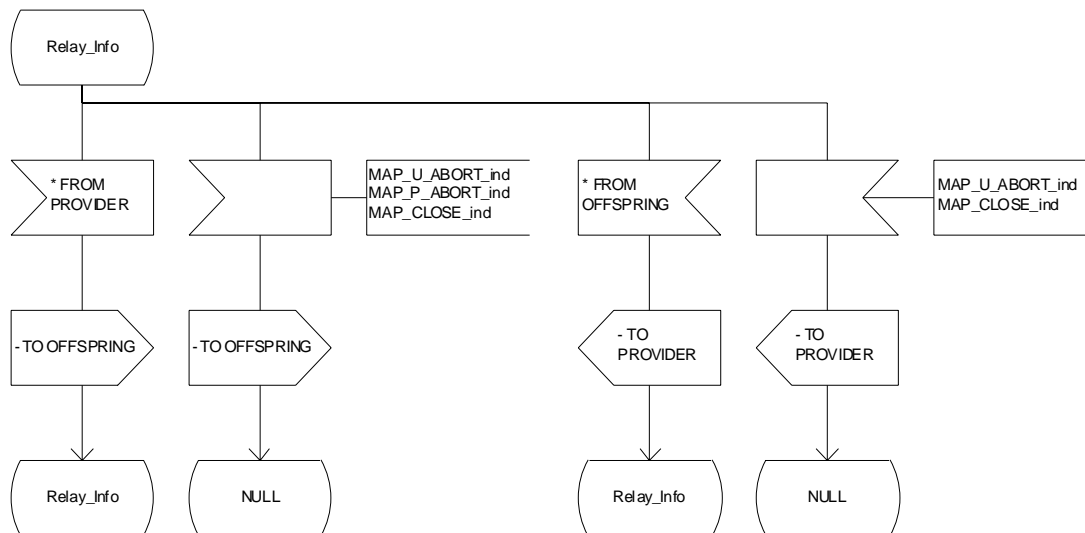 Relay_Info
* FROM
PROVIDER
MAP_U_ABORT_ind
MAP_P_ABORT_ind
MAP_CLOSE_ind
* FROM
OFFSPRING
MAP_U_ABORT_ind
MAP_CLOSE_ind
- TO OFFSPRING
- TO OFFSPRING
- TO
PROVIDER
- TO
PROVIDER
Relay_Info
NULL
Relay_Info
NULL